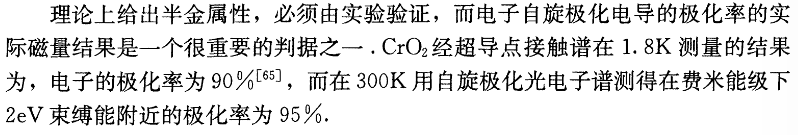 理论上给出半金属性，必须由实验验证，而电子自旋极化电导的极化率的实
际磁量结果是一个很重要的判据之一．CrO₂经超导点接触谱在 1.8K 测量的结果
为，电子的极化率为 90％[65]，而在 300K 用自旋极化光电子谱测得在费米能级下
2eV 束缚能附近的极化率为 95％．